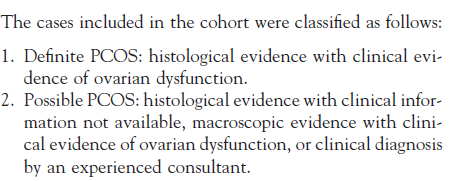 The cases included in the cohort were classified as follows:
1. Definite PCOS: histological evidence with clinical evi-
dence of ovarian dysfunction.
2. Possible PCOS: histological evidence with clinical infor-
mation not available, macroscopic evidence with clini-
cal evidence of ovarian dysfunction, or clinical diagnosis
by an experienced consultant.